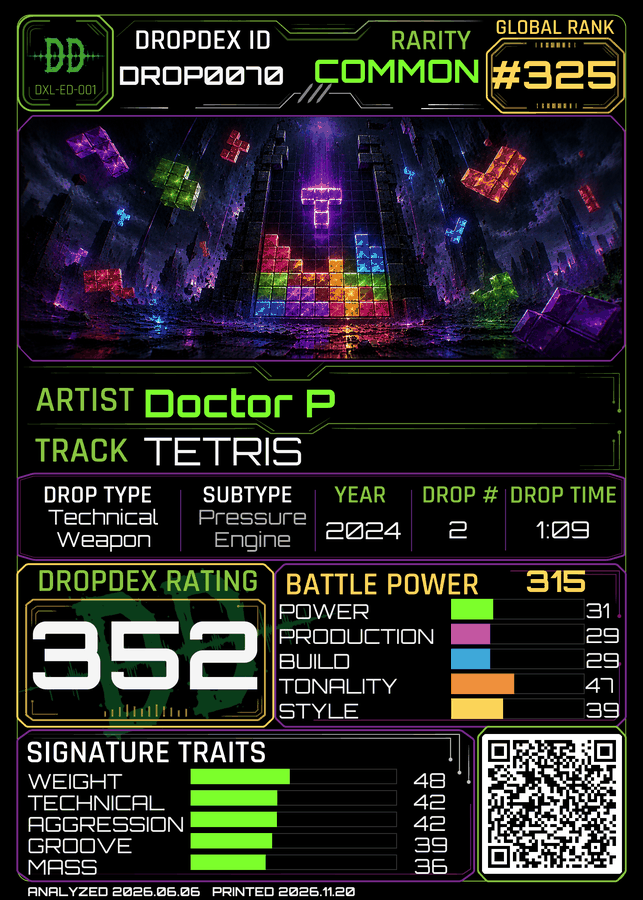 DD
DXL-ED-001
DROPDEX ID
DROP0070
RARITY
COMMON
GLOBAL RANK
#325
ARTIST Doctor P
TRACK TETRIS
DROP TYPE
Technical
Weapon
SUBTYPE
Pressure
Engine
YEAR
2024
DROP #
2
DROP TIME
1:09
DROPDEX RATING
352
BATTLE POWER 315
POWER 31
PRODUCTION 29
BUILD 29
TONALITY 47
STYLE 39
SIGNATURE TRAITS
WEIGHT 48
TECHNICAL 42
AGGRESSION 42
GROOVE 39
MASS 36
ANALYZED 2026.06.06 PRINTED 2026.11.20